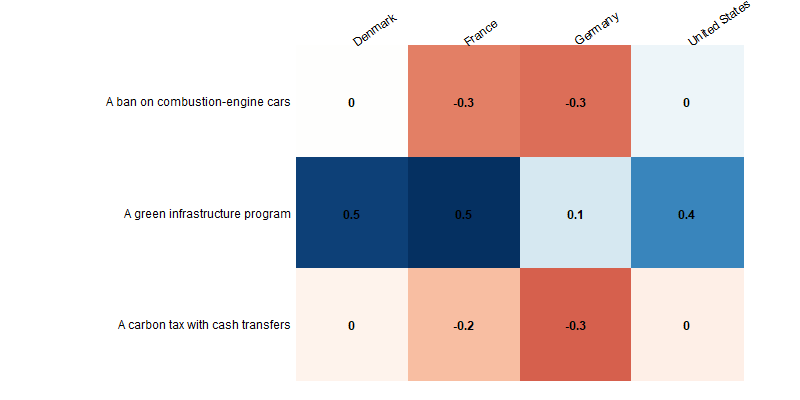 Denmark France Germany United States
A ban on combustion-engine cars 0 -0.3 -0.3 0
A green infrastructure program 0.5 0.5 0.1 0.4
A carbon tax with cash transfers 0 -0.2 -0.3 0